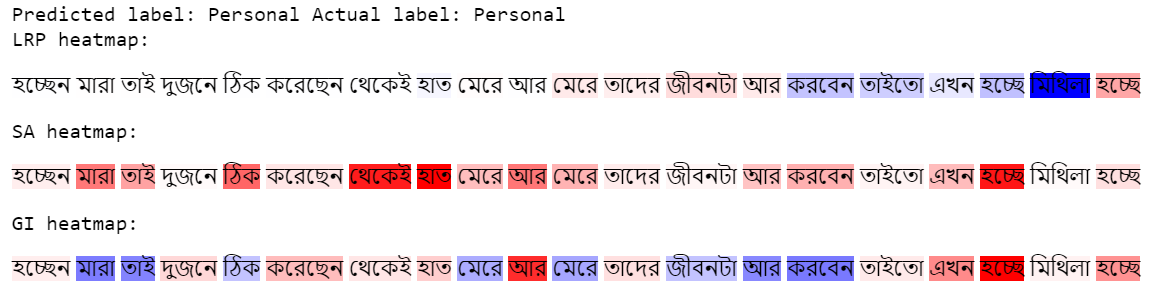 Predicted label: Personal Actual label: Personal
LRP heatmap:
হচ্ছেন মারা তাই দুজনে ঠিক করেছেন থেকেই হাত মেরে আর মেরে তাদের জীবনটা আর করবেন তাইতো এখন হচ্ছে মিথিলা হচ্ছে
SA heatmap:
হচ্ছেন মারা তাই দুজনে ঠিক করেছেন থেকেই হাত মেরে আর মেরে তাদের জীবনটা আর করবেন তাইতো এখন হচ্ছে মিথিলা হচ্ছে
GI heatmap:
হচ্ছেন মারা তাই দুজনে ঠিক করেছেন থেকেই হাত মেরে আর মেরে তাদের জীবনটা আর করবেন তাইতো এখন হচ্ছে মিথিলা হচ্ছে